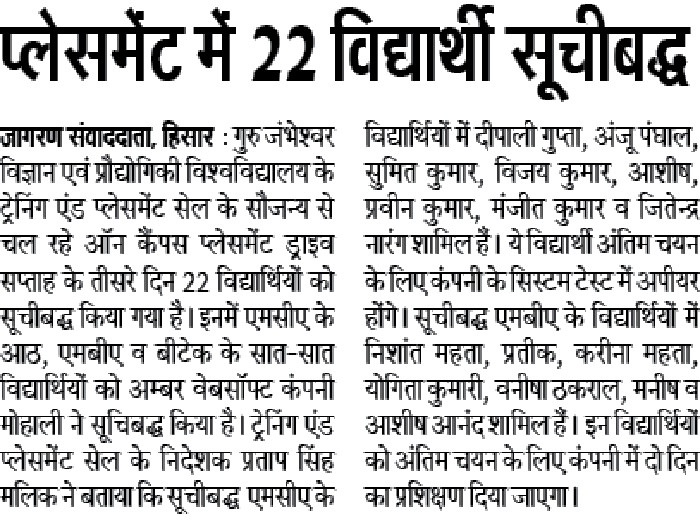 प्लेसमेंट में 22 विद्यार्थी सूचीबद्ध
जागरण संवाददाता, हिसार : गुरु जंभेश्वर
विज्ञान एवं प्रौद्योगिकी विश्वविद्यालय के
ट्रेनिंग एंड प्लेसमेंट सेल के सौजन्य से
चल रहे ऑन कैंपस प्लेसमेंट ड्राइव
सप्ताह के तीसरे दिन 22 विद्यार्थियों को
सूचीबद्ध किया गया है। इनमें एमसीए के
आठ, एमबीए व बीटेक के सात-सात
विद्यार्थियों को अम्बर वेबसॉफ्ट कंपनी
मोहाली ने सूचिबद्ध किया है। ट्रेनिंग एंड
प्लेसमेंट सेल के निदेशक प्रताप सिंह
मलिक ने बताया कि सूचीबद्ध एमसीए के
विद्यार्थियों में दीपाली गुप्ता, अंजू पंघाल,
सुमित कुमार, विजय कुमार, आशीष,
प्रवीन कुमार, मंजीत कुमार व जितेन्द्र
नारंग शामिल हैं। ये विद्यार्थी अंतिम चयन
के लिए कंपनी के सिस्टम टेस्ट में अपीयर
होंगे। सूचीबद्ध एमबीए के विद्यार्थियों में
निशांत महता, प्रतीक, करीना महता,
योगिता कुमारी, वनीषा ठकराल, मनीष व
आशीष आनंद शामिल हैं। इन विद्यार्थियों
को अंतिम चयन के लिए कंपनी में दो दिन
का प्रशिक्षण दिया जाएगा।